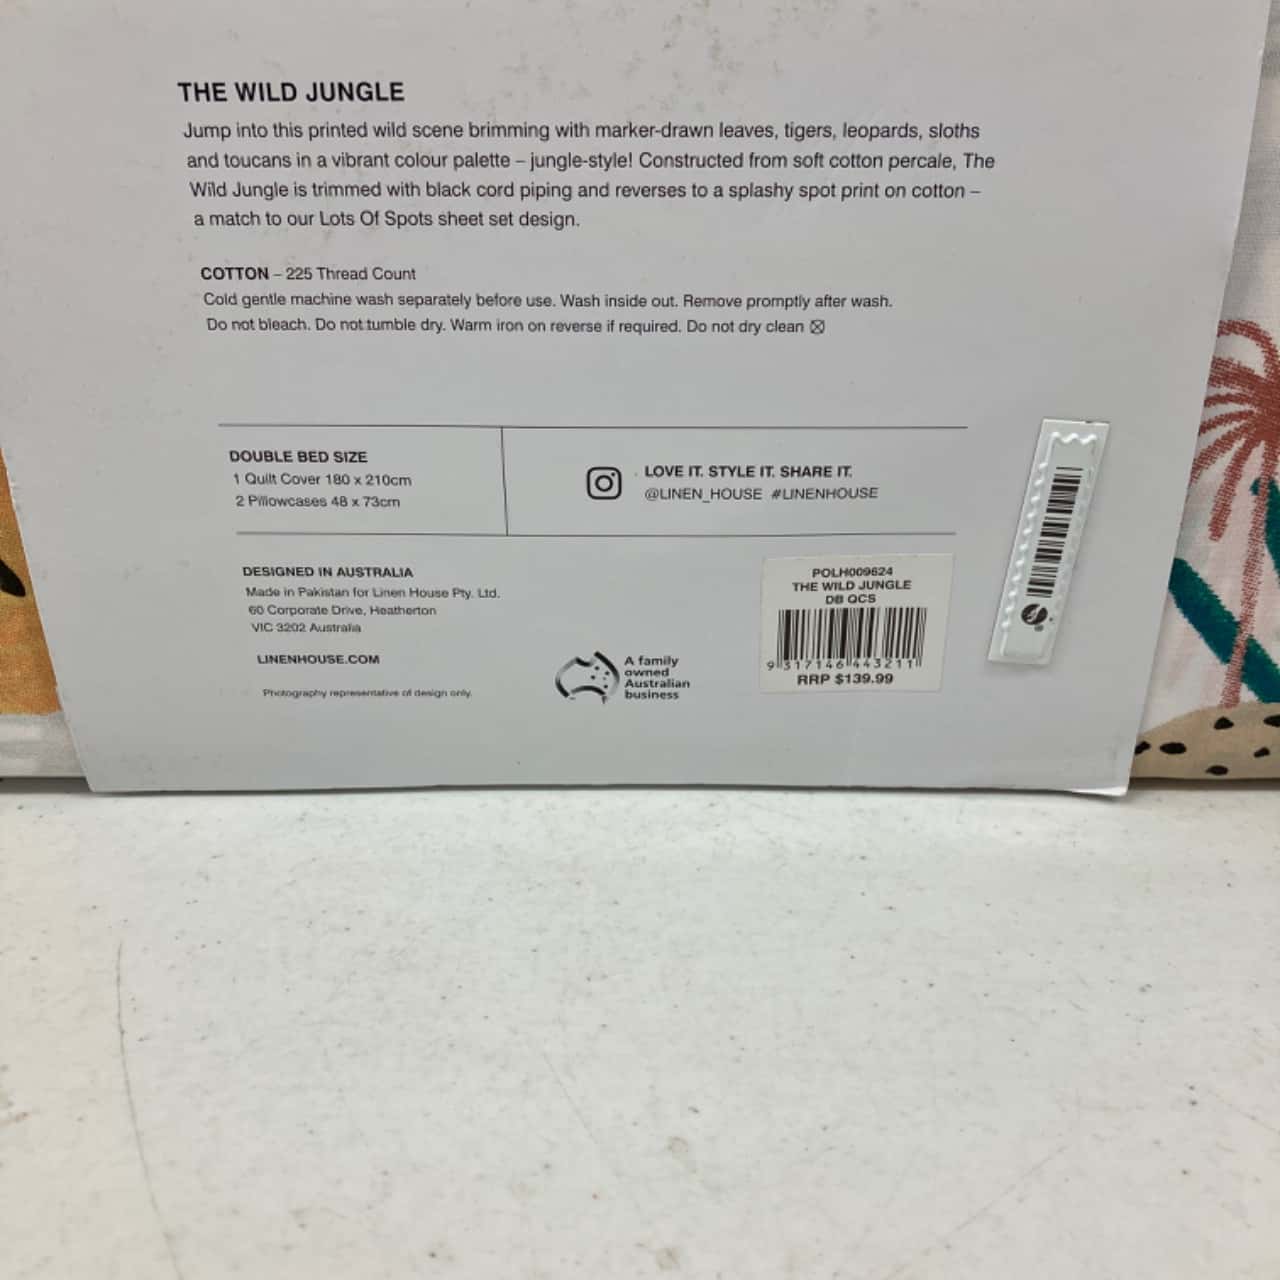 THE WILD JUNGLE
Jump into this printed wild scene brimming with marker-drawn leaves, tigers, leopards, sloths
and toucans in a vibrant colour palette – jungle-style! Constructed from soft cotton percale, The
Wild Jungle is trimmed with black cord piping and reverses to a splashy spot print on cotton –
a match to our Lots Of Spots sheet set design.
COTTON – 225 Thread Count
Cold gentle machine wash separately before use. Wash inside out. Remove promptly after wash.
Do not bleach. Do not tumble dry. Warm iron on reverse if required. Do not dry clean
DOUBLE BED SIZE
1 Quilt Cover 180 x 210cm
2 Pillowcases 48 x 73cm
LOVE IT. STYLE IT. SHARE IT.
@LINEN_HOUSE #LINENHOUSE
DESIGNED IN AUSTRALIA
Made in Pakistan for Linen House Pty. Ltd.
60 Corporate Drive, Heatherton
VIC 3202 Australia
LINENHOUSE.COM
Photography representative of design only.
A family
owned
Australian
business
POLH009624
THE WILD JUNGLE
DB QCS
9 317146 443211
RRP $139.99